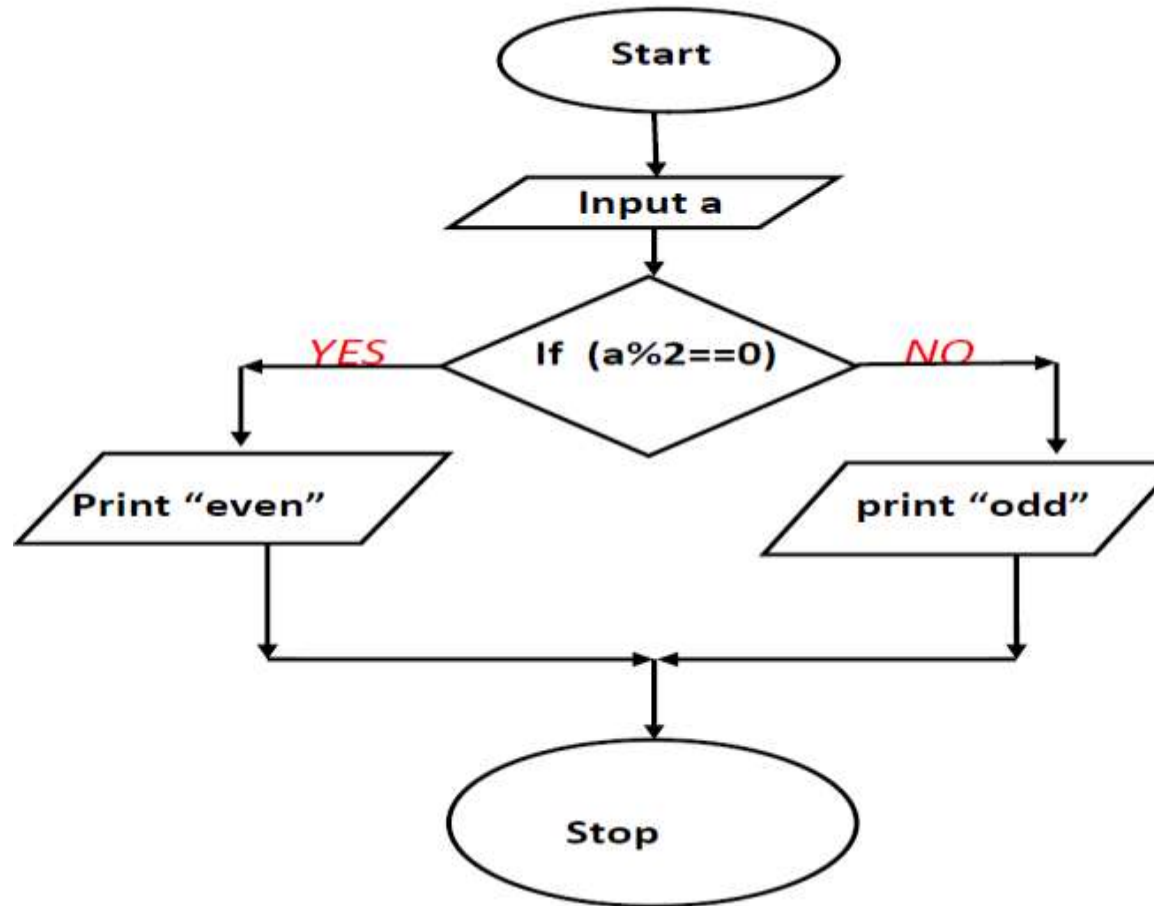 Start
Input a
If (a%2==0)
YES
NO
Print “even”
print “odd”
Stop